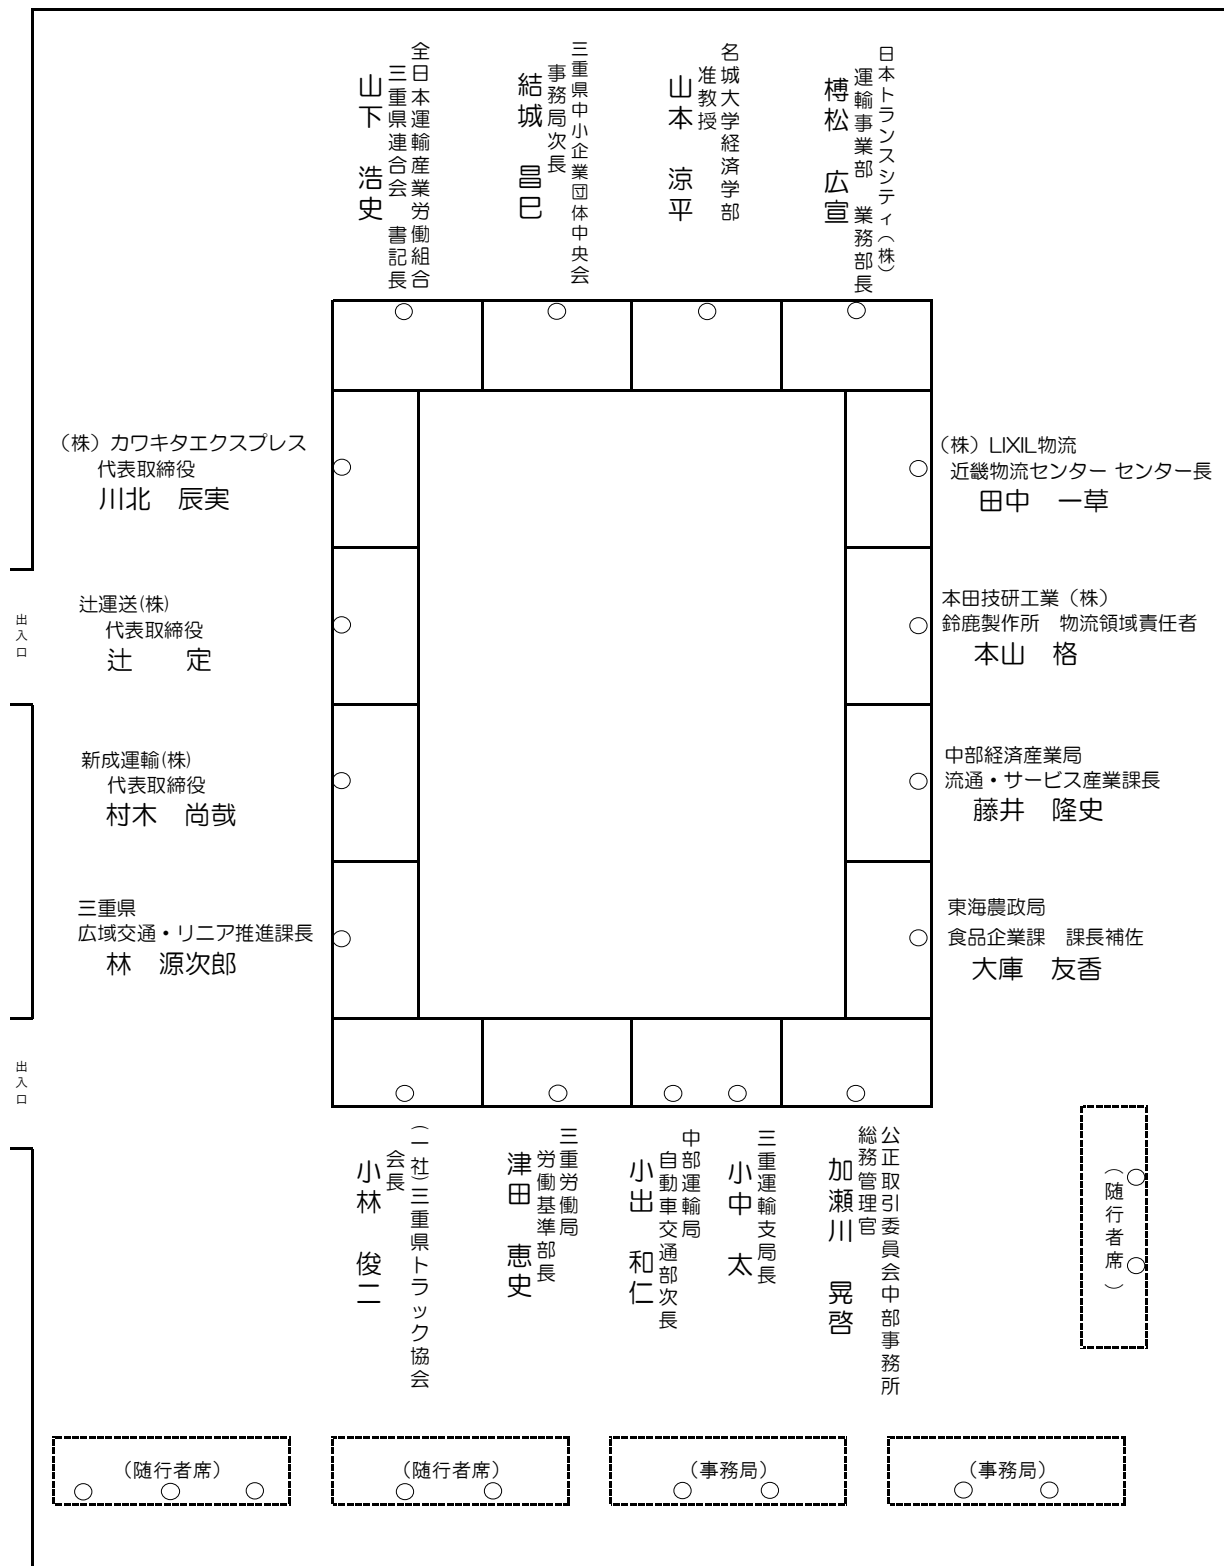 全日本運輸産業労働組合
三重県連合会　書記長
山下　浩史
三重県中小企業団体中央会
事務局次長
結城　昌巳
名城大学経済学部
准教授
山本　涼平
日本トランスシティ（株）
運輸事業部　業務部長
榑松　広宣
（株）カワキタエクスプレス
代表取締役
川北　辰実
辻運送(株)
代表取締役
辻　　定
新成運輸(株)
代表取締役
村木　尚哉
三重県
広域交通・リニア推進課長
林　源次郎
（株）LIXIL物流
近畿物流センター センター長
田中　一草
本田技研工業（株）
鈴鹿製作所　物流領域責任者
本山　格
中部経済産業局
流通・サービス産業課長
藤井　隆史
東海農政局
食品企業課　課長補佐
大庫　友香
出入口
出入口
（一社）三重県トラック協会
会長
小林　俊二
三重労働局
労働基準部長
津田　恵史
中部運輸局
自動車交通部次長
小出　和仁
三重運輸支局長
小中　太
公正取引委員会中部事務所
総務管理官
加瀬川　晃啓
（随行者席）
（随行者席）
（随行者席）
（事務局）
（事務局）